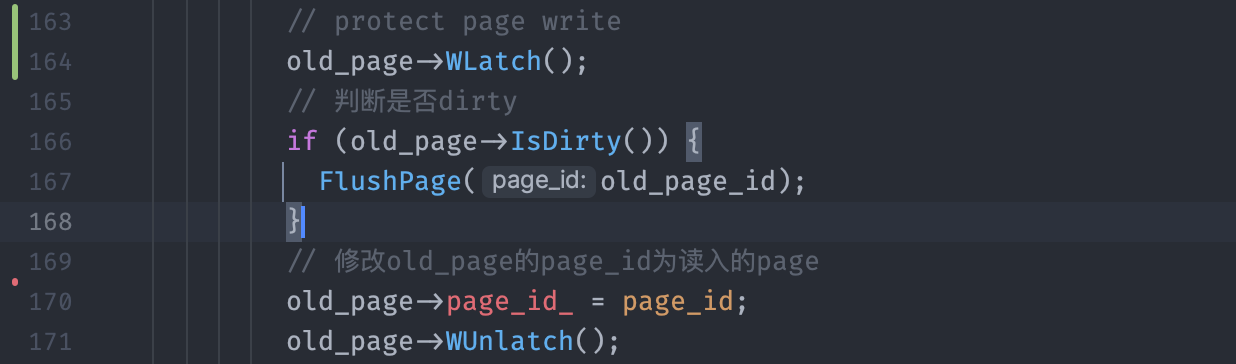 163 // protect page write
164 old_page->WLatch();
165 // 判断是否dirty
166 if (old_page->IsDirty()) {
167 FlushPage( page_id: old_page_id);
168 }
169 // 修改old_page的page_id为读入的page
170 old_page->page_id_ = page_id;
171 old_page->WUnlatch();